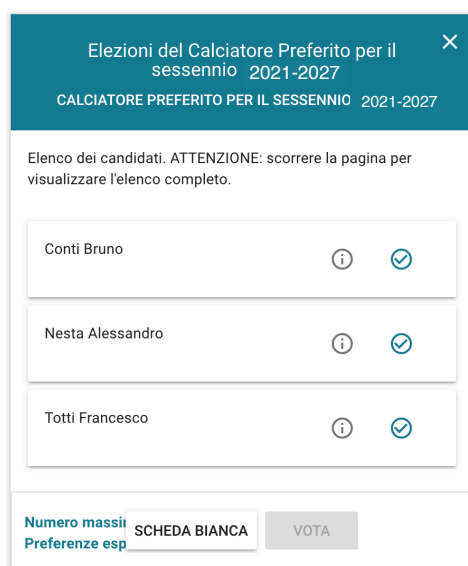 Elezioni del Calciatore Preferito per il
sessennio 2021-2027
CALCIATORE PREFERITO PER IL SESSENNIO 2021-2027
Elenco dei candidati. ATTENZIONE: scorrere la pagina per
visualizzare l'elenco completo.
Conti Bruno
Nesta Alessandro
Totti Francesco
Numero
Preferenze
SCHEDA BIANCA
VOTA